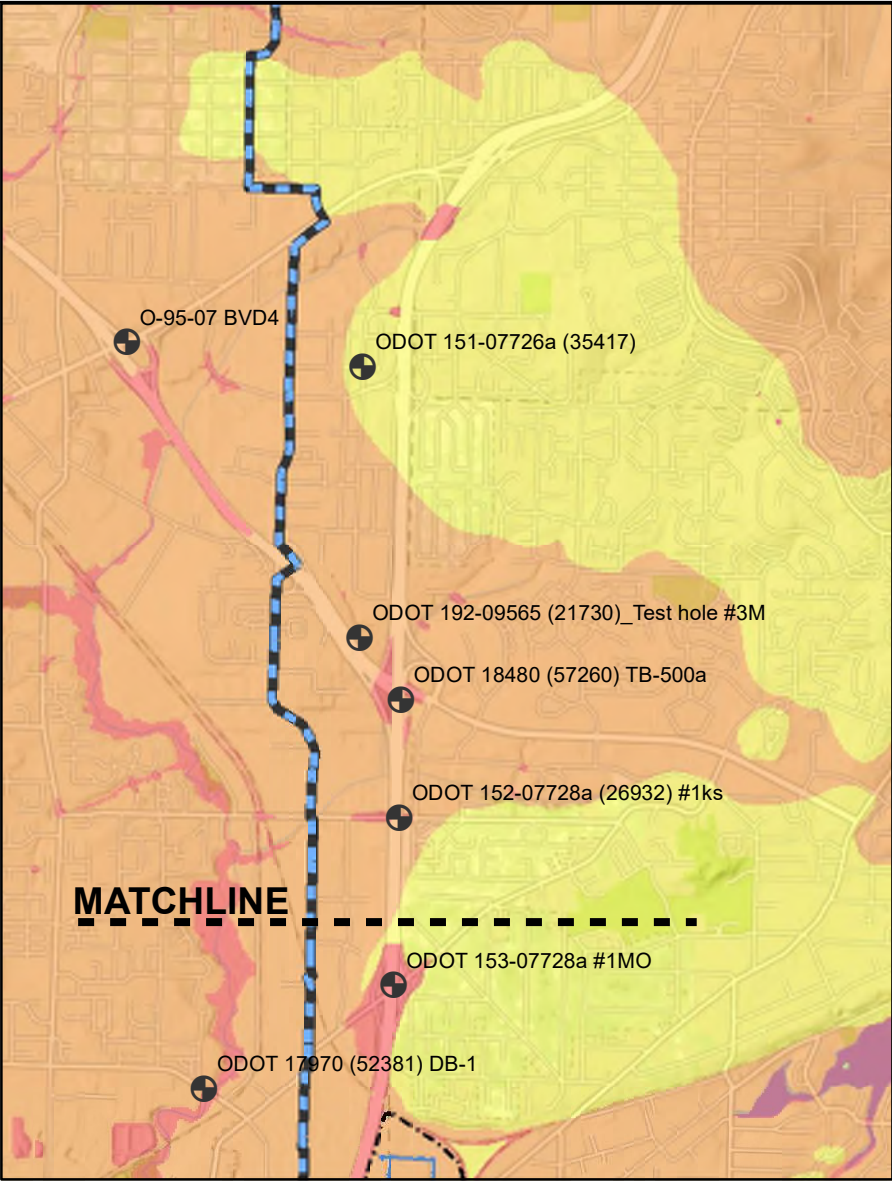 O-95-07 BVD4
ODOT 151-07726a (35417)
ODOT 192-09565 (21730)_Test hole #3M
ODOT 18480 (57260) TB-500a
ODOT 152-07728a (26932) #1ks
MATCHLINE
ODOT 153-07728a #1MO
ODOT 17970 (52381) DB-1